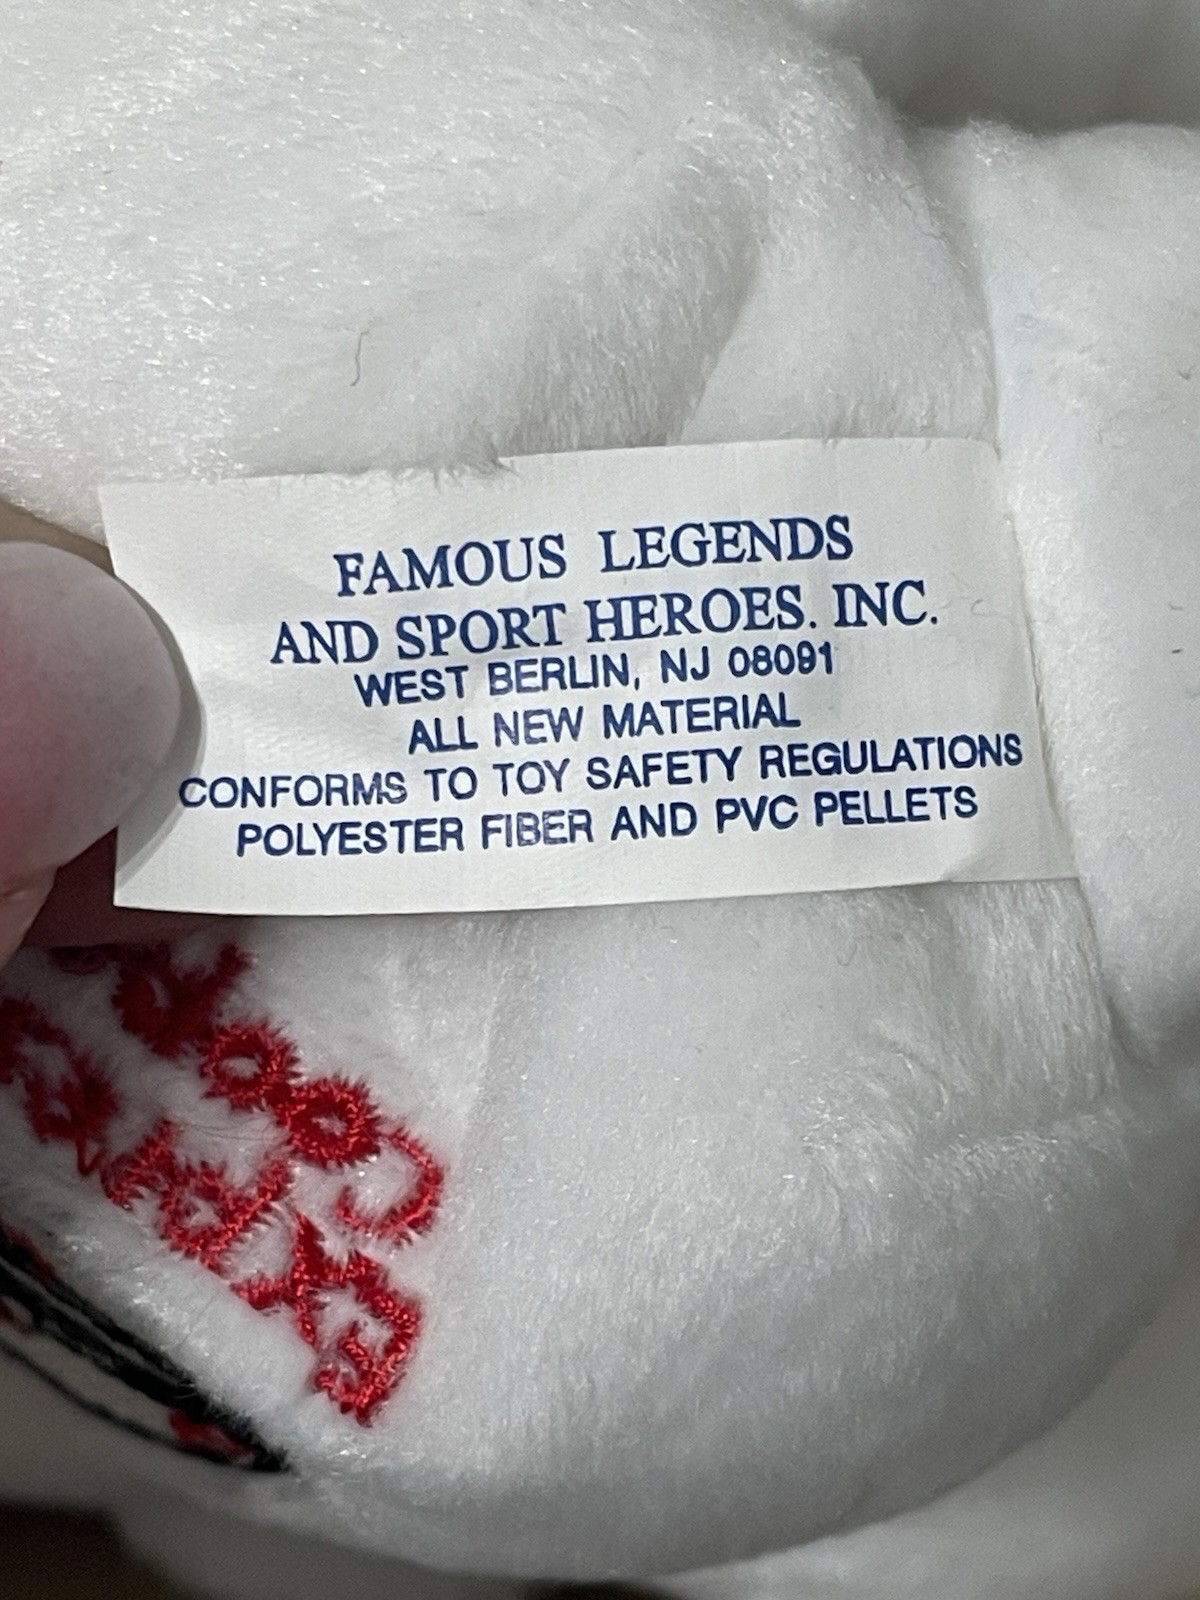 FAMOUS LEGENDS
AND SPORT HEROES. INC.
WEST BERLIN, NJ 08091
ALL NEW MATERIAL
CONFORMS TO TOY SAFETY REGULATIONS
POLYESTER FIBER AND PVC PELLETS